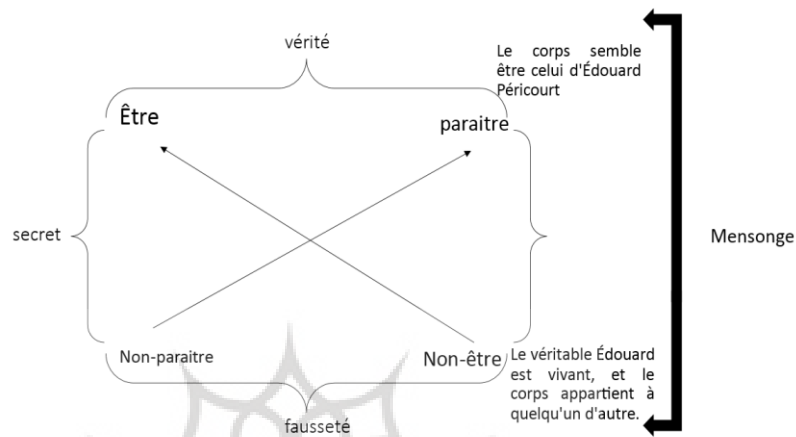 vérité
Le corps semble
être celui d'Édouard
Péricourt
Être
paraitre
secret
Mensonge
Non-paraitre
Non-être
Le véritable Édouard
est vivant, et le
corps appartient à
quelqu'un d'autre.
fausseté